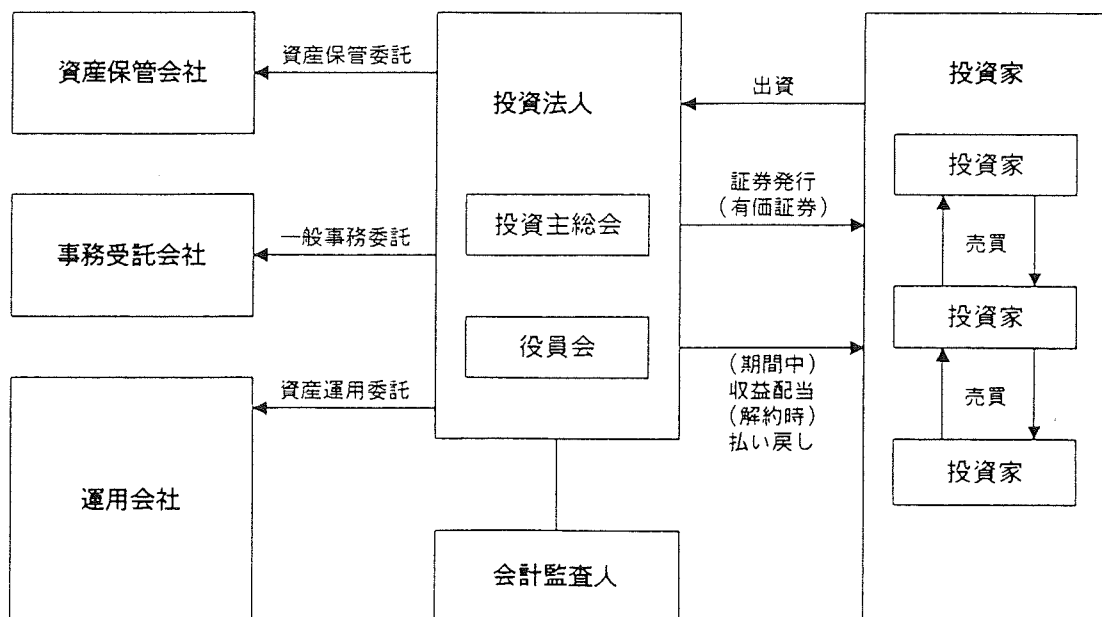 資産保管会社
資産保管委託
事務受託会社
一般事務委託
運用会社
資産運用委託
投資法人
投資主総会
役員会
会計監査人
出資
証券発行
(有価証券)
(期間中)
収益配当
(解約時)
払い戻し
投資家
投資家
売買
投資家
売買
投資家